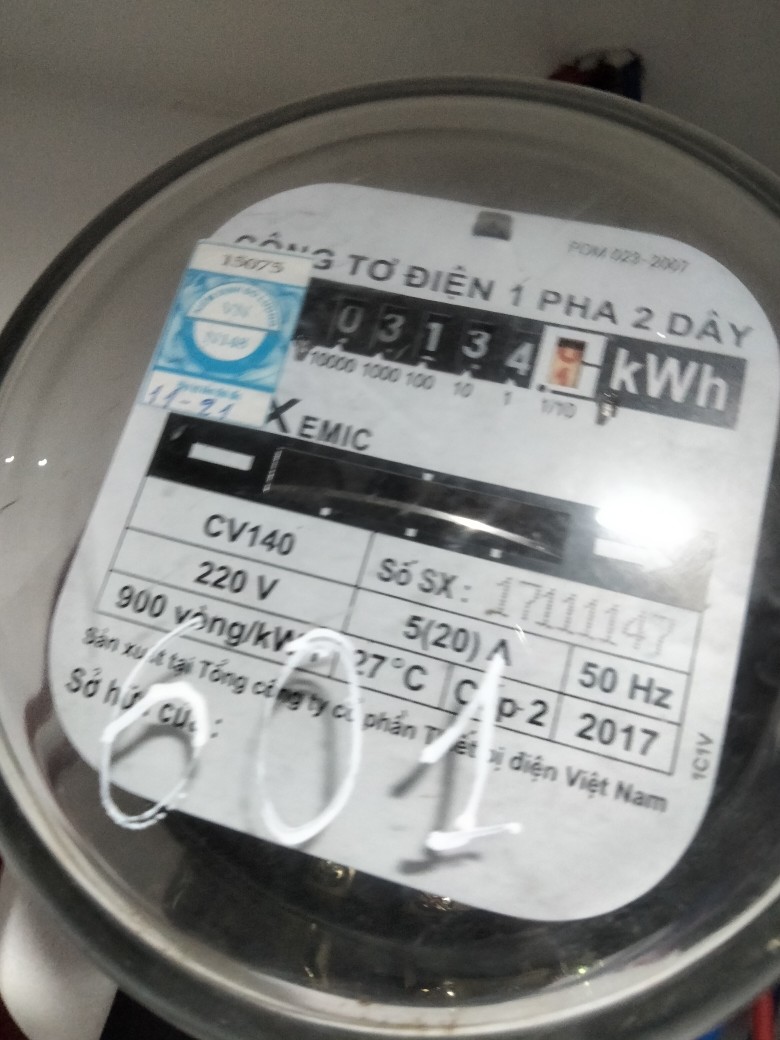 15075
CÔNG TƠ ĐIỆN 1 PHA 2 DÂY
PĐM 023-2007
0 3 1 3 4 kWh
10000 1000 100 10 1 1/10
11-21
EMIC
CV140
Số SX: 17111147
220 V 5(20) A 50 Hz
900 vòng/kWh 27°C Cấp 2 2017
Sản xuất tại Tổng công ty cổ phần Thiết bị điện Việt Nam
Sở hữu của:
1C1V
001